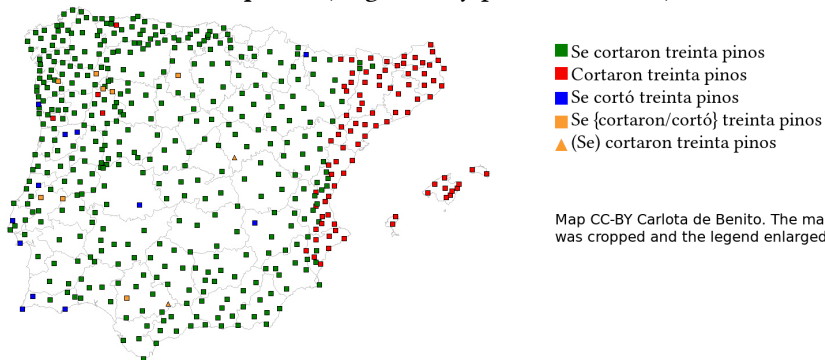 Se cortaron treinta pinos
Cortaron treinta pinos
Se cortó treinta pinos
Se {cortaron/cortó} treinta pinos
(Se) cortaron treinta pinos
Map CC-BY Carlota de Benito. The ma
was cropped and the legend enlarged